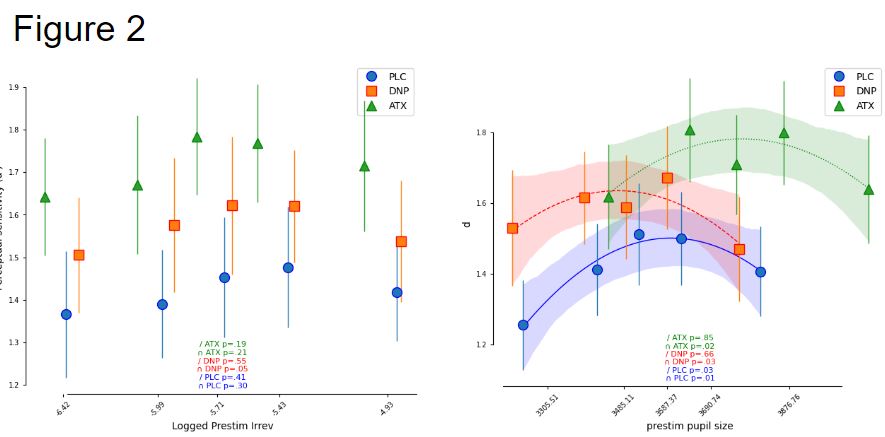 Figure 2
1.9
1.8
1.7
1.6
1.5
1.4
1.3
1.2
PLC
DNP
ATX
/ ATX p=.19
∩ ATX p=.21
/ DNP p=.55
∩ DNP p=.05
/ PLC p=.41
∩ PLC p=.30
-6.42
-5.99
-5.71
-5.43
-4.93
Logged Prestim Irrev
d
1.8
1.6
1.4
1.2
PLC
DNP
ATX
/ ATX p=.85
∩ ATX p=.02
/ DNP p=.66
∩ DNP p=.03
/ PLC p=.03
∩ PLC p=.01
3305.51
3485.11
3587.37
3690.74
3876.76
prestim pupil size